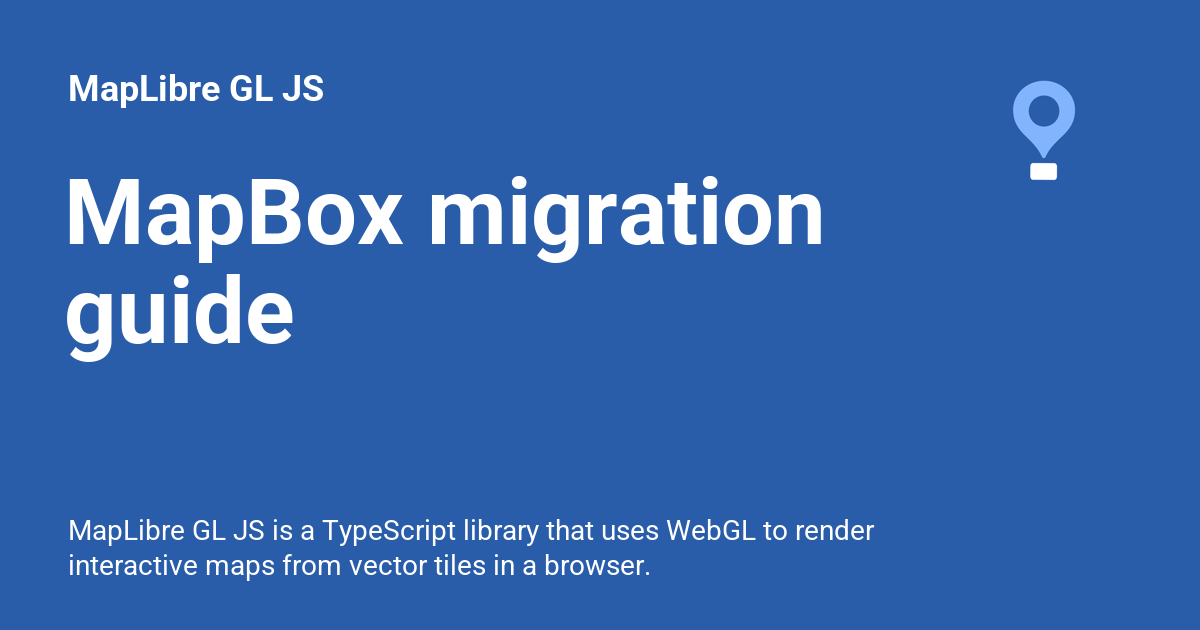 MapLibre GL JS
MapBox migration
guide
MapLibre GL JS is a TypeScript library that uses WebGL to render
interactive maps from vector tiles in a browser.